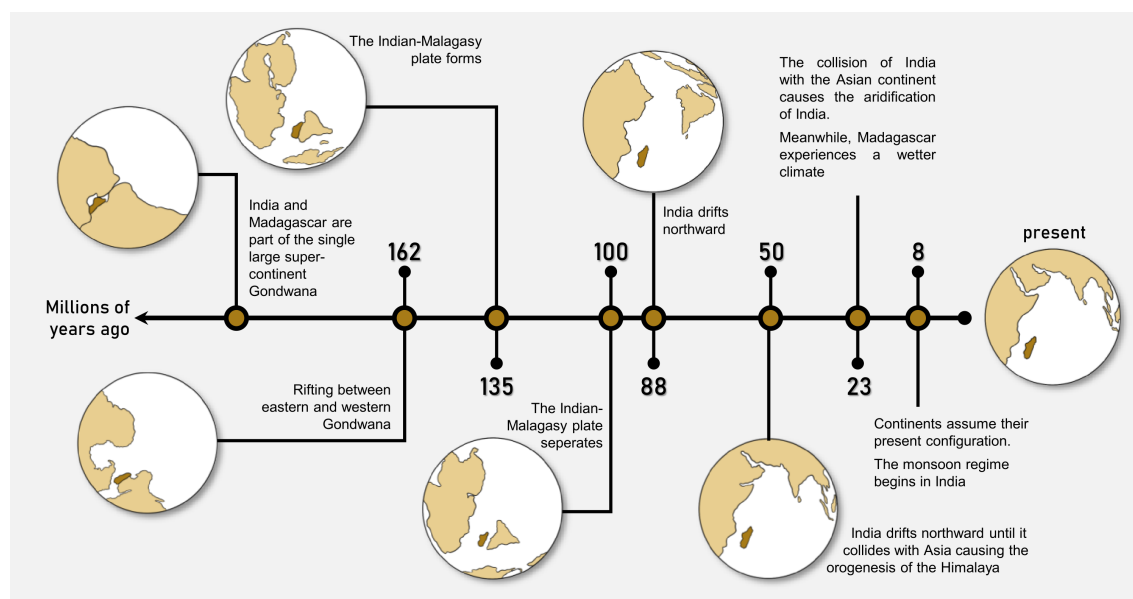 The Indian-Malagasy
plate forms
The collision of India
with the Asian continent
causes the aridification
of India.
Meanwhile, Madagascar
experiences a wetter
climate
India and
Madagascar are
part of the single
large super-
continent
Gondwana
India drifts
northward
present
162
100
50
8
Millions of
years ago
135
88
23
Rifting between
eastern and western
Gondwana
The Indian-
Malagasy plate
seperates
Continents assume their
present configuration.
The monsoon regime
begins in India
India drifts northward until it
collides with Asia causing the
orogenesis of the Himalaya